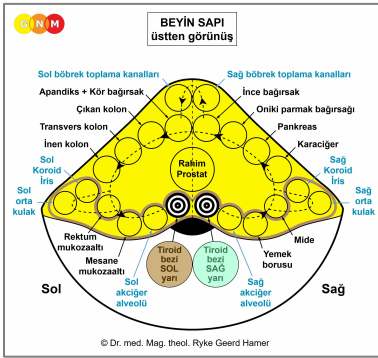 G N M
BEYİN SAPI
üstten görünüş
Sol böbrek toplama kanalları
Sağ böbrek toplama kanalları
Apandiks + Kör bağırsak
İnce bağırsak
Çıkan kolon
Oniki parmak bağırsağı
Transvers kolon
Pankreas
İnen kolon
Karaciğer
Rahim
Prostat
Sol
Koroid
İris
Sağ
Koroid
İris
Sol
orta
kulak
Sağ
orta
kulak
Rektum
mukozaaltı
Mesane
mukozaaltı
Sol
akciğer
alveolü
Tiroid
bezi
SOL
yarı
Tiroid
bezi
SAĞ
yarı
Sağ
akciğer
alveolü
Yemek
borusu
Mide
Sol
Sağ
© Dr. med. Mag. theol. Ryke Geerd Hamer